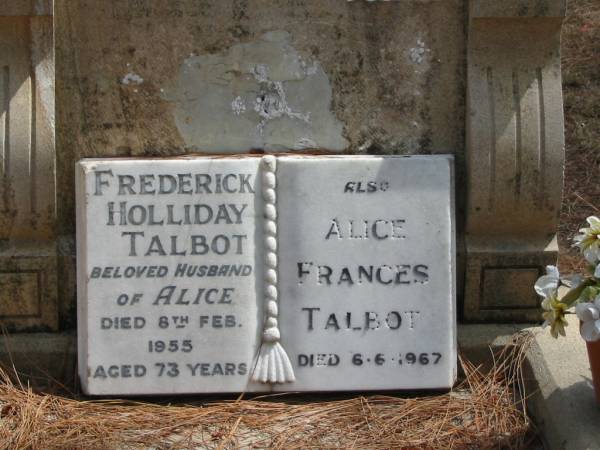 FREDERICK
HOLLIDAY
TALBOT
BELOVED HUSBAND
OF ALICE
DIED 8TH FEB.
1955
AGED 73 YEARS
ALSO
ALICE
FRANCES
TALBOT
DIED 6-6-1967